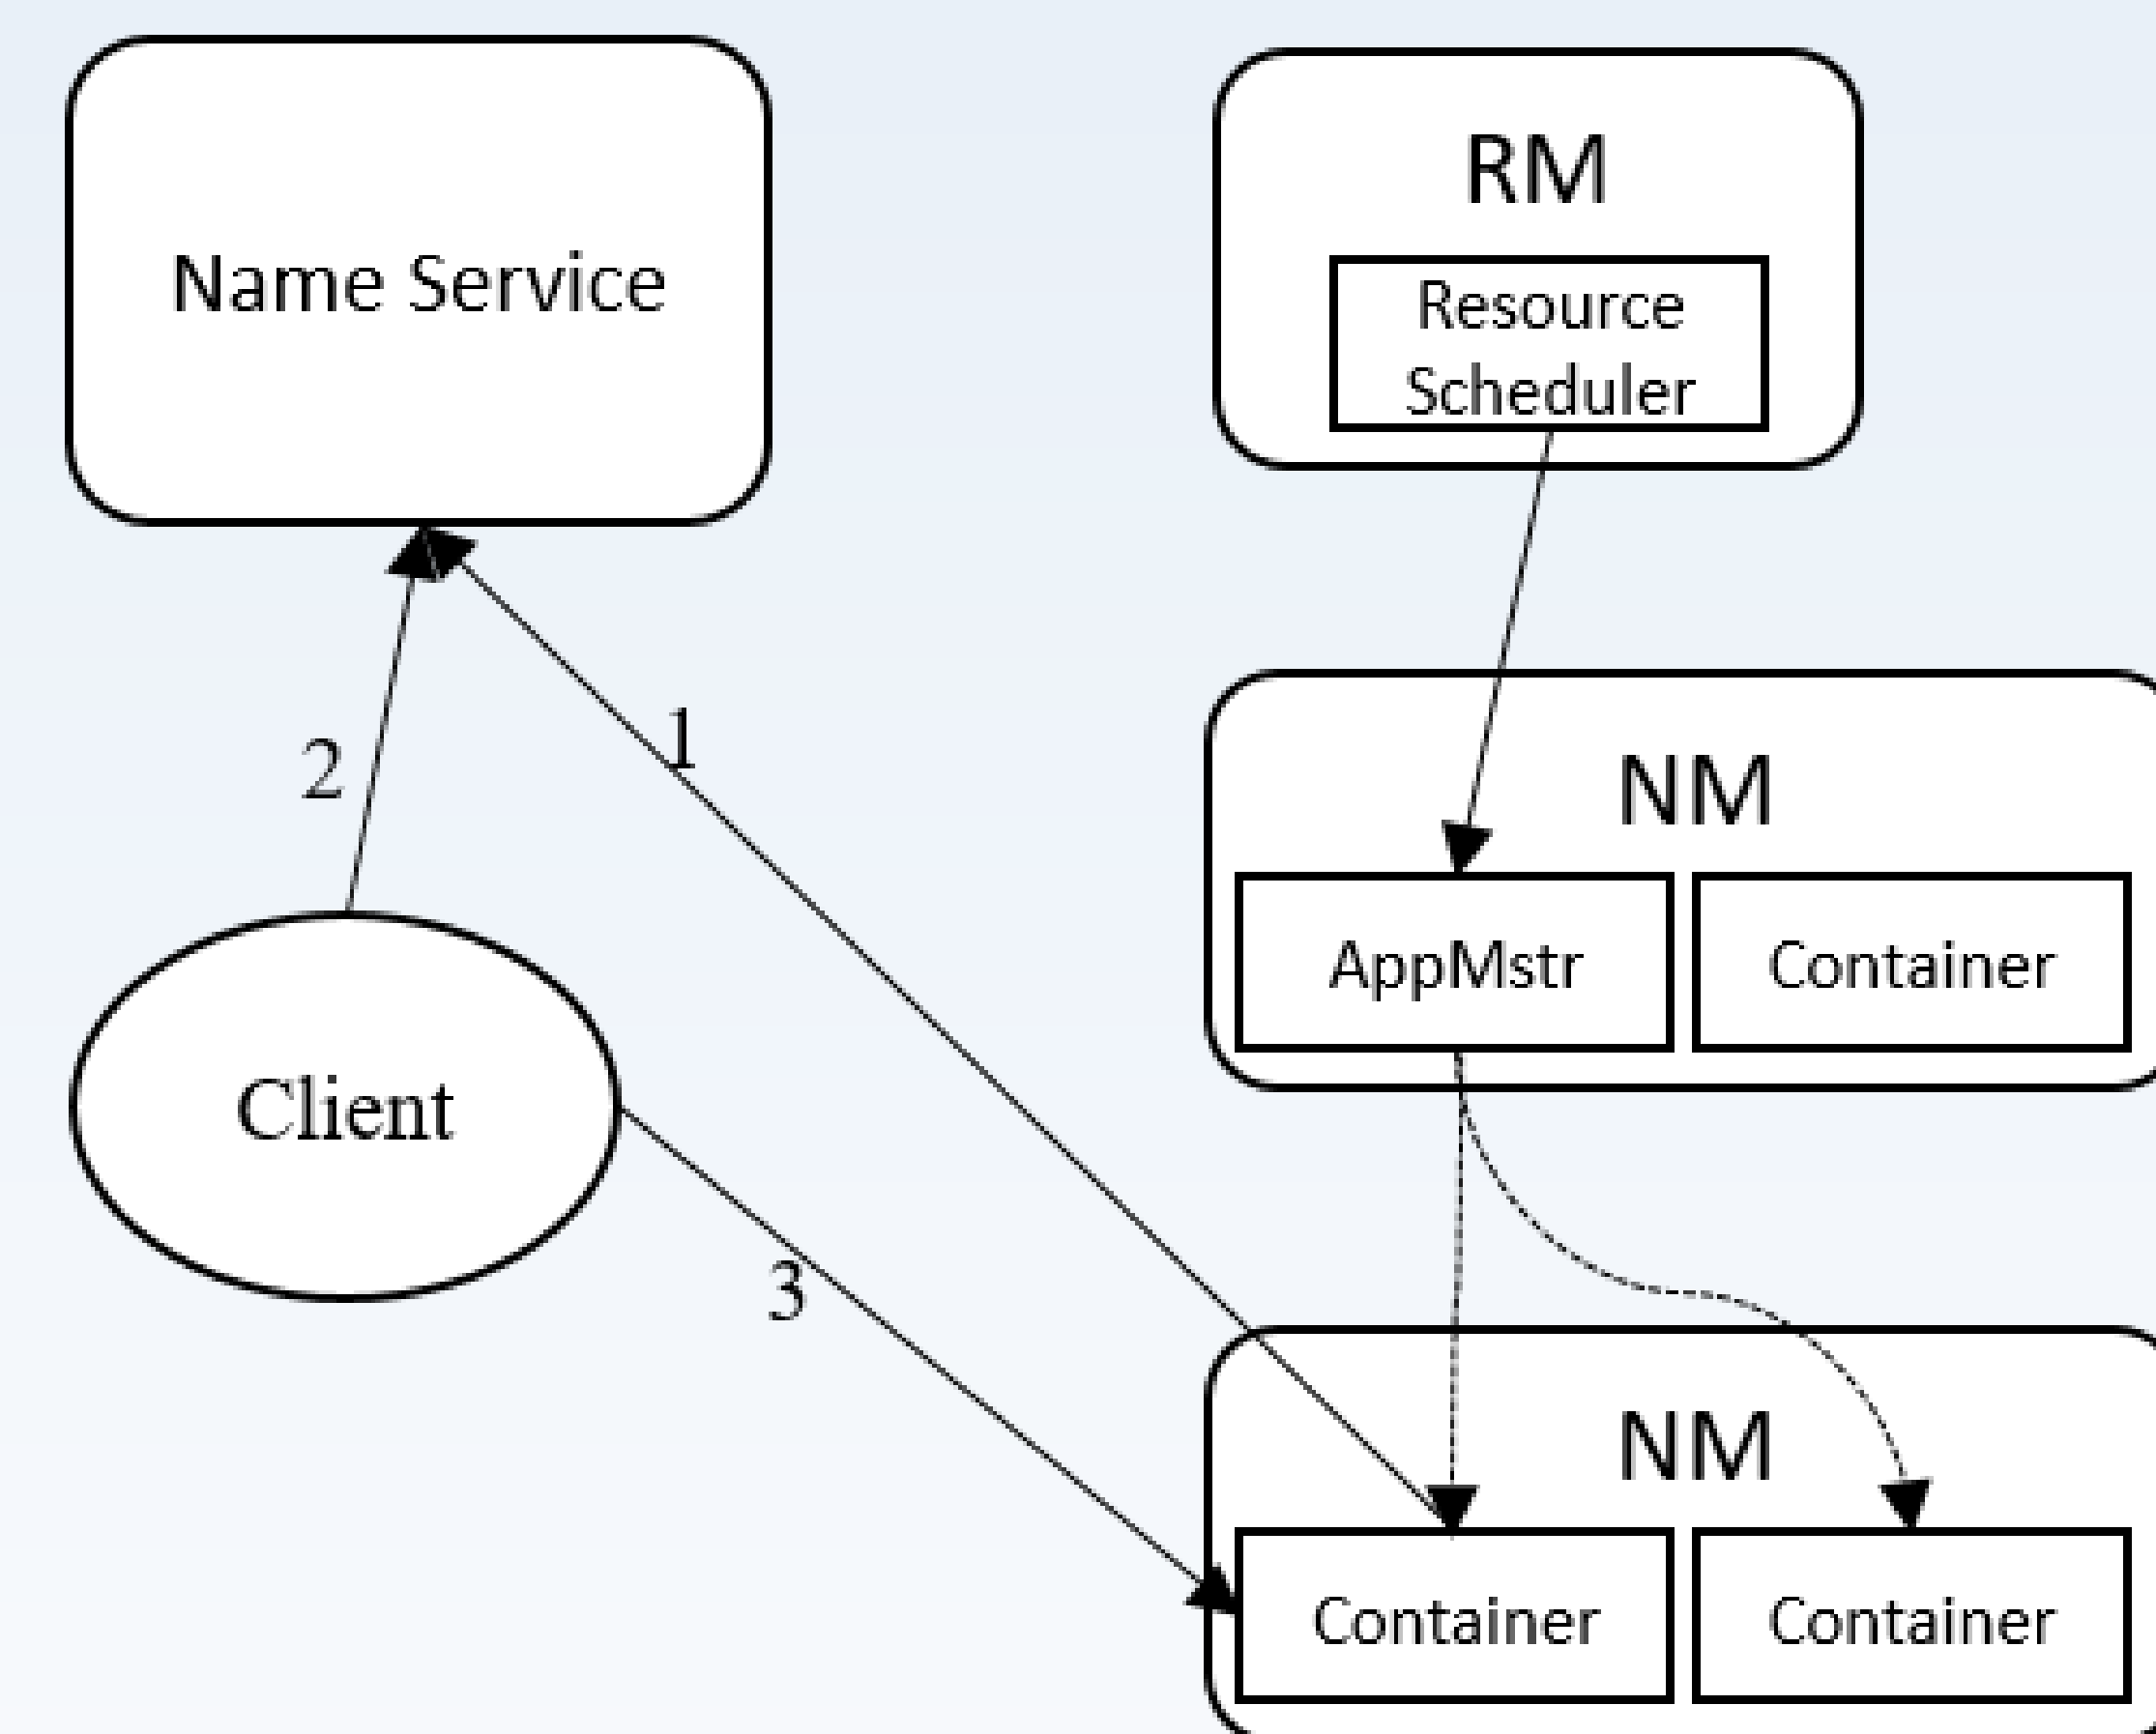 Name Service
RM
Resource
Scheduler
2
1
NM
AppMstr
Container
Client
3
NM
Container
Container